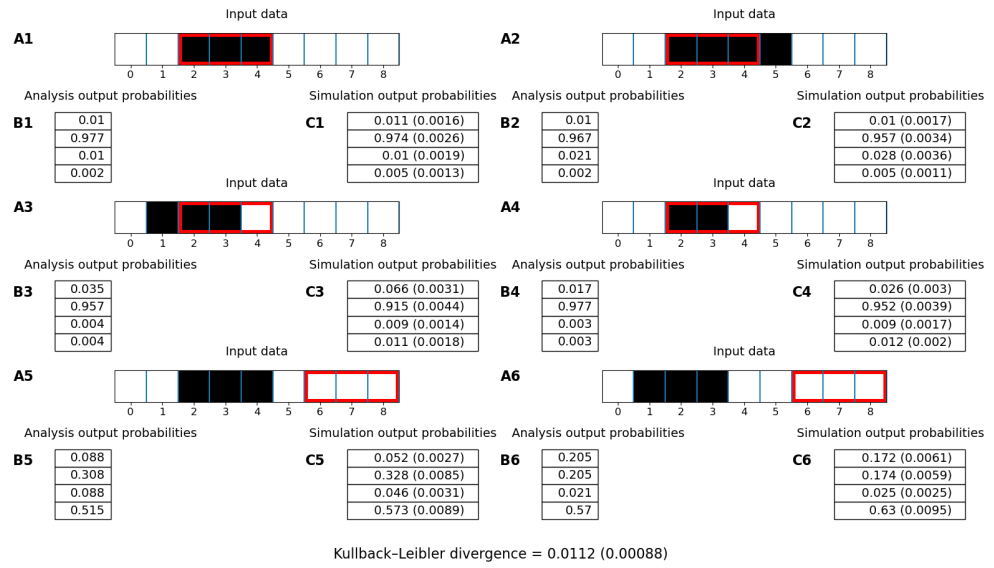 Input data Input data
A1 A2
0 1 2 3 4 5 6 7 8 0 1 2 3 4 5 6 7 8
Analysis output probabilities Simulation output probabilities Analysis output probabilities Simulation output probabilities
B1 0.01 C1 0.011 (0.0016) B2 0.01 C2 0.01 (0.0017)
0.977 0.974 (0.0026) 0.967 0.957 (0.0034)
0.01 0.01 (0.0019) 0.021 0.028 (0.0036)
0.002 0.005 (0.0013) 0.002 0.005 (0.0011)
Input data Input data
A3 A4
0 1 2 3 4 5 6 7 8 0 1 2 3 4 5 6 7 8
Analysis output probabilities Simulation output probabilities Analysis output probabilities Simulation output probabilities
B3 0.035 C3 0.066 (0.0031) B4 0.017 C4 0.026 (0.003)
0.957 0.915 (0.0044) 0.977 0.952 (0.0039)
0.004 0.009 (0.0014) 0.003 0.009 (0.0017)
0.004 0.011 (0.0018) 0.003 0.012 (0.002)
Input data Input data
A5 A6
0 1 2 3 4 5 6 7 8 0 1 2 3 4 5 6 7 8
Analysis output probabilities Simulation output probabilities Analysis output probabilities Simulation output probabilities
B5 0.088 C5 0.052 (0.0027) B6 0.205 C6 0.172 (0.0061)
0.308 0.328 (0.0085) 0.205 0.174 (0.0059)
0.088 0.046 (0.0031) 0.021 0.025 (0.0025)
0.515 0.573 (0.0089) 0.57 0.63 (0.0095)
Kullback–Leibler divergence = 0.0112 (0.00088)